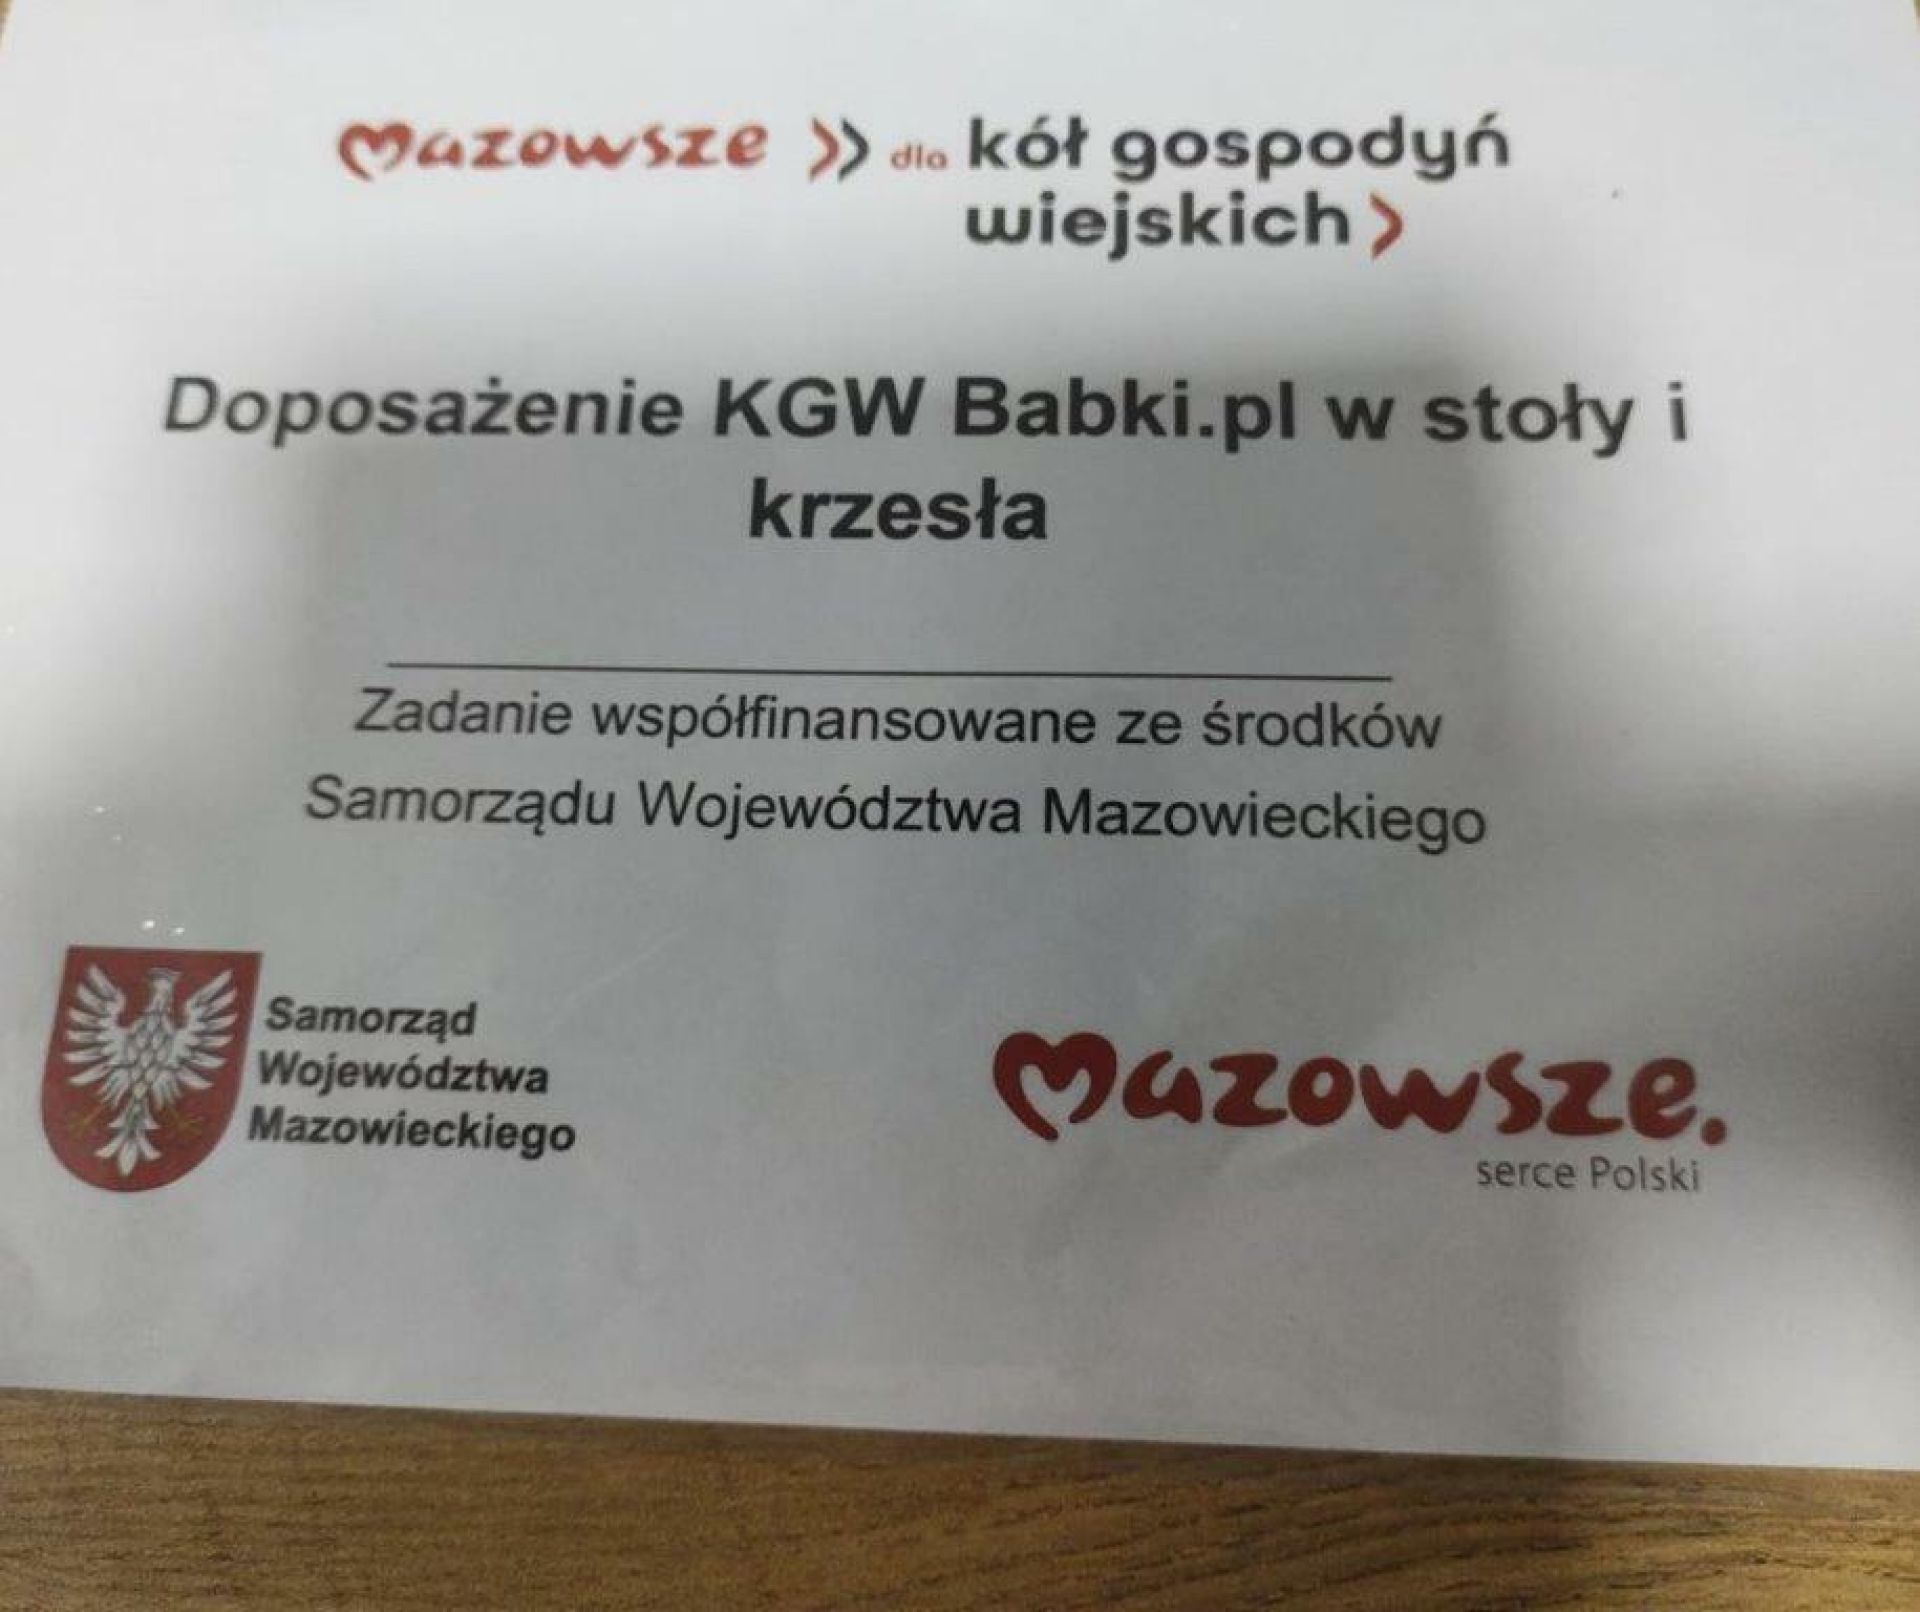 mazowsze dla kół gospodyń
wiejskich
Doposażenie KGW Babki.pl w stoły i
krzesła
Zadanie współfinansowane ze środków
Samorządu Województwa Mazowieckiego
Samorząd
Województwa
Mazowieckiego
mazowsze.
serce Polski